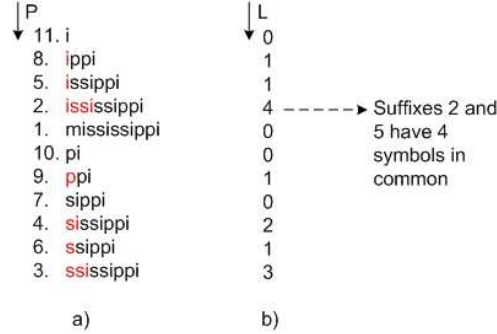 P L
11. i 0
8. ippi 1
5. issippi 1
2. ississippi 4 Suffixes 2 and
1. mississippi 0 5 have 4
10. pi 0 symbols in
9. ppi 1 common
7. sippi 0
4. sissippi 2
6. ssippi 1
3. ssissippi 3
a) b)